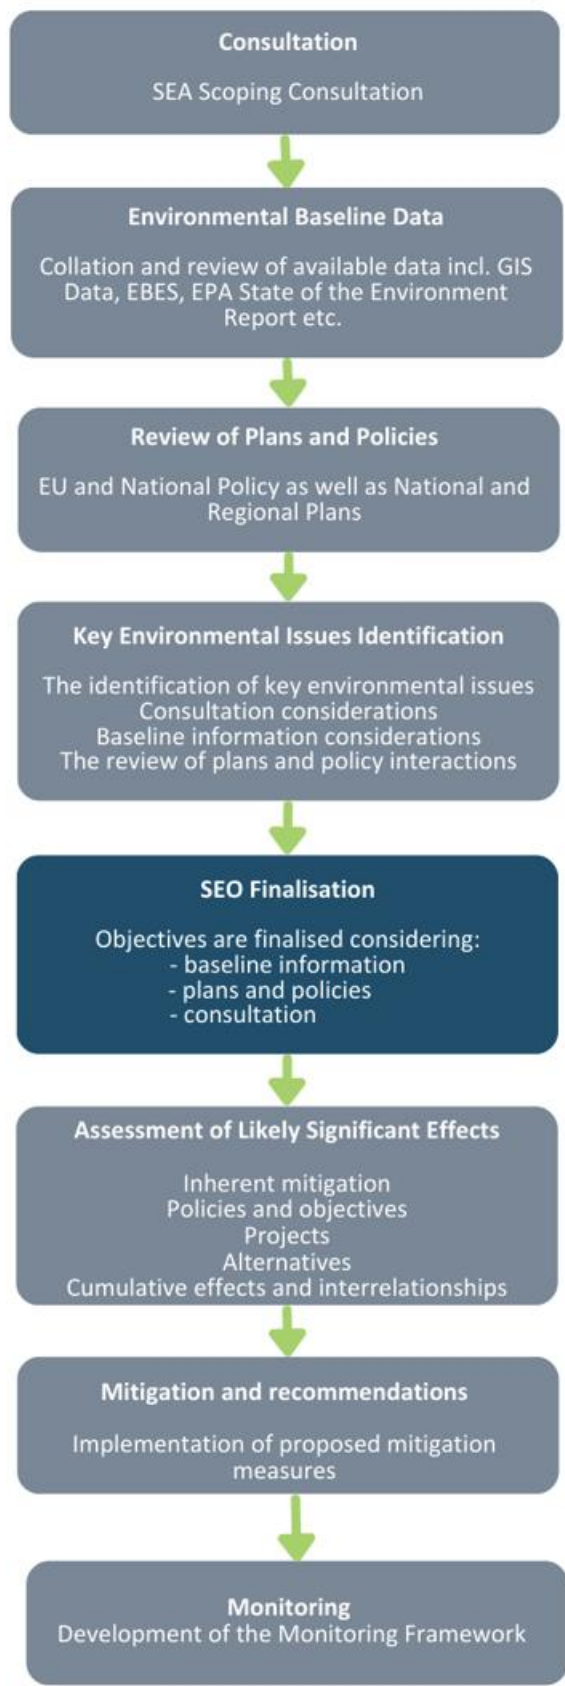 Consultation
SEA Scoping Consultation
Environmental Baseline Data
Collation and review of available data incl. GIS
Data, EBES, EPA State of the Environment
Report etc.
Review of Plans and Policies
EU and National Policy as well as National and
Regional Plans
Key Environmental Issues Identification
The identification of key environmental issues
Consultation considerations
Baseline information considerations
The review of plans and policy interactions
SEO Finalisation
Objectives are finalised considering:
- baseline information
- plans and policies
- consultation
Assessment of Likely Significant Effects
Inherent mitigation
Policies and objectives
Projects
Alternatives
Cumulative effects and interrelationships
Mitigation and recommendations
Implementation of proposed mitigation
measures
Monitoring
Development of the Monitoring Framework